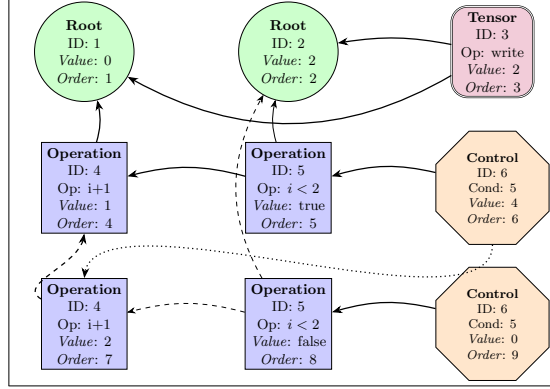 Root
ID: 1
Value: 0
Order: 1
Root
ID: 2
Value: 2
Order: 2
Tensor
ID: 3
Op: write
Value: 2
Order: 3
Operation
ID: 4
Op: i+1
Value: 1
Order: 4
Operation
ID: 5
Op: i < 2
Value: true
Order: 5
Control
ID: 6
Cond: 5
Value: 4
Order: 6
Operation
ID: 4
Op: i+1
Value: 2
Order: 7
Operation
ID: 5
Op: i < 2
Value: false
Order: 8
Control
ID: 6
Cond: 5
Value: 0
Order: 9